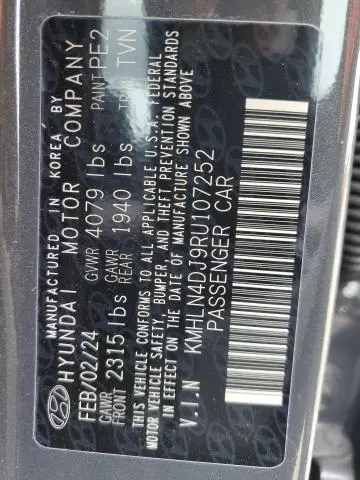 MANUFACTURED IN KOREA BY
HYUNDAI MOTOR COMPANY
FEB/02/24 GVWR 4079 lbs PAINT PE2
GAWR FRONT 2315 lbs GAWR REAR 1940 lbs TRIM TVN
THIS VEHICLE CONFORMS TO ALL APPLICABLE U.S.A. FEDERAL
MOTOR VEHICLE SAFETY, BUMPER, AND THEFT PREVENTION STANDARDS
IN EFFECT ON THE DATE OF MANUFACTURE SHOWN ABOVE
V.I.N KMHLN4DJ9RU107252
PASSENGER CAR